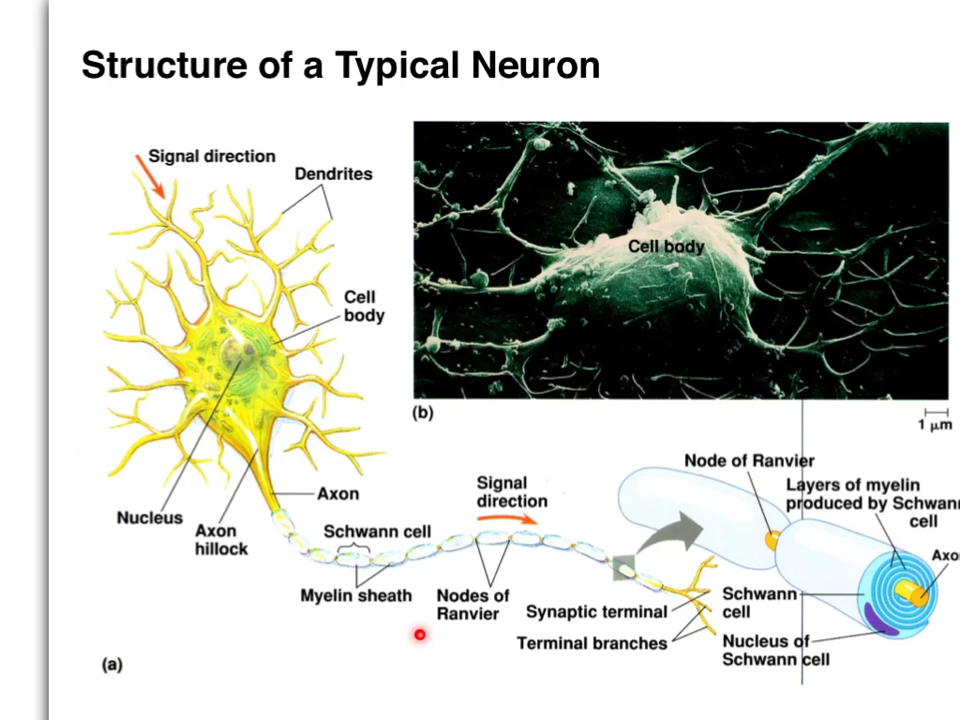 Structure of a Typical Neuron
Signal direction
Dendrites
Cell
body
Cell body
(b)
1 µm
Nucleus
Axon
hillock
Axon
Schwann cell
Myelin sheath
Signal
direction
Nodes of
Ranvier
Synaptic terminal
Terminal branches
Node of Ranvier
Layers of myelin
produced by Schwann
cell
Axo
Schwann
cell
Nucleus of
Schwann cell
(a)